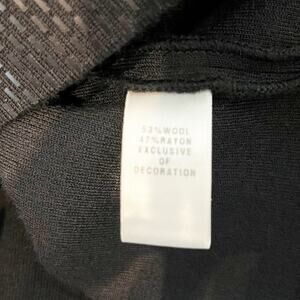 53%WOOL
47%RAYON
EXCLUSIVE
OF
DECORATION